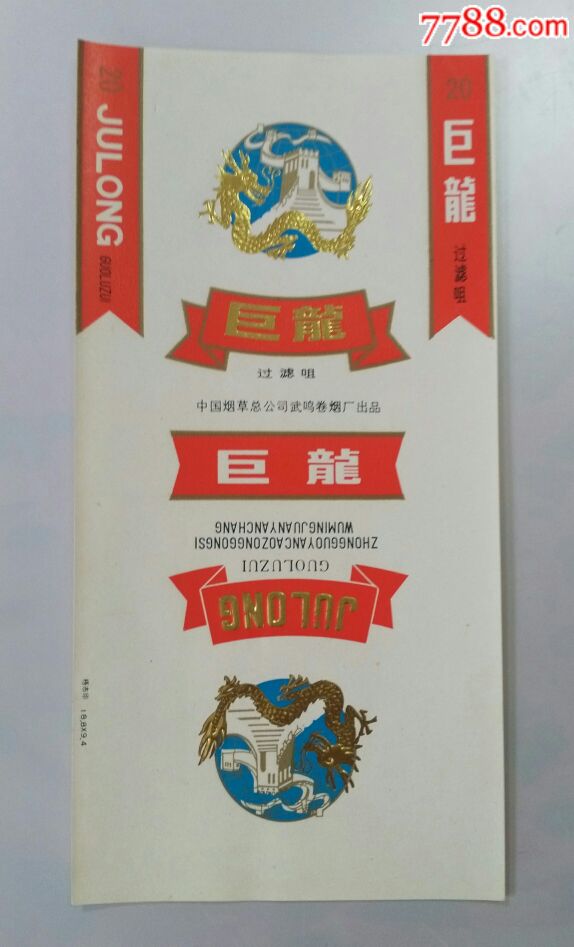 7788.com
20 JULONG GUOLUZUI
20 巨龍 过滤咀
巨龍
过滤咀
中国烟草总公司武鸣卷烟厂出品
巨龍
JULONG
GUOLUZUI
ZHONGGUOYANCAOZONGGONGSI
WUMINGJUANYANCHANG
18.8X9.4